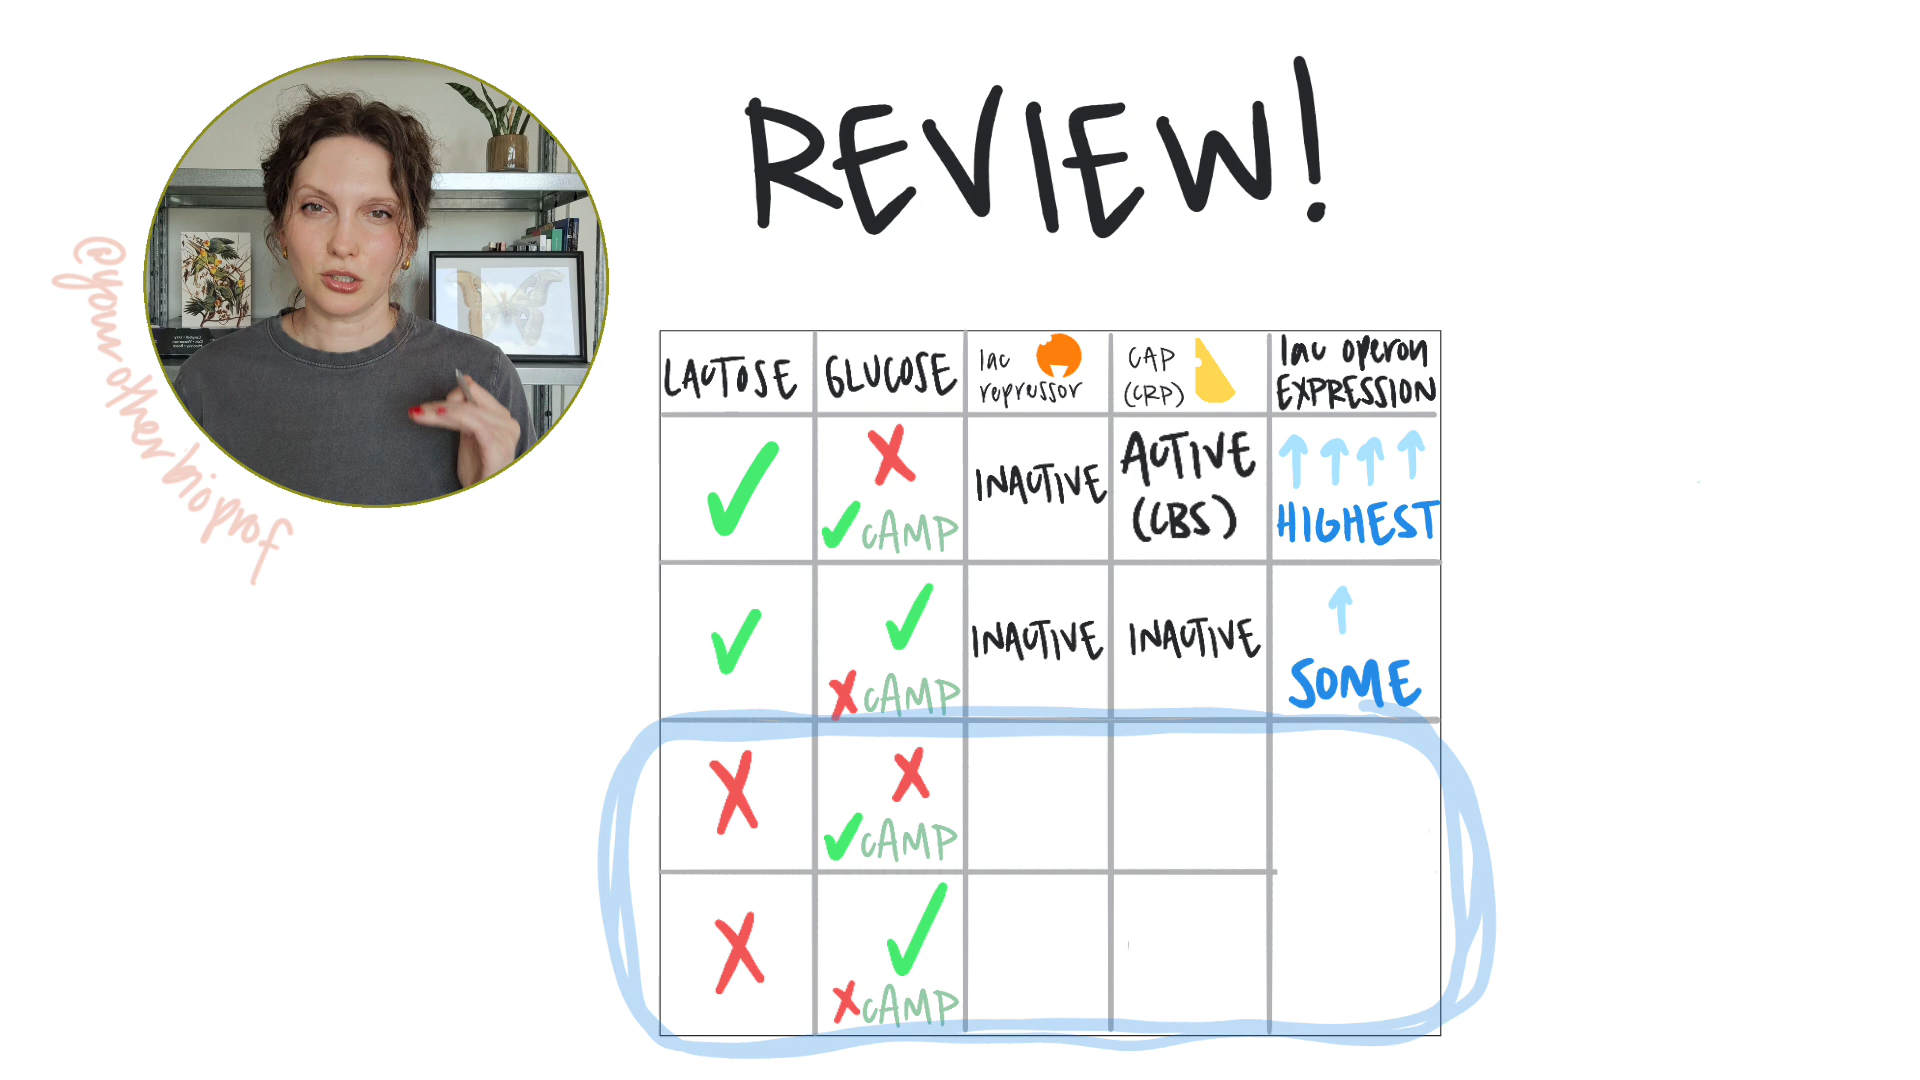 REVIEW!
@yourotherbioprof
LACTOSE
GLUCOSE
lac
repressor
CAP
(CRP)
lac operon
EXPRESSION
cAMP
INACTIVE
ACTIVE
(CBS)
HIGHEST
cAMP
INACTIVE
INACTIVE
SOME
cAMP
cAMP